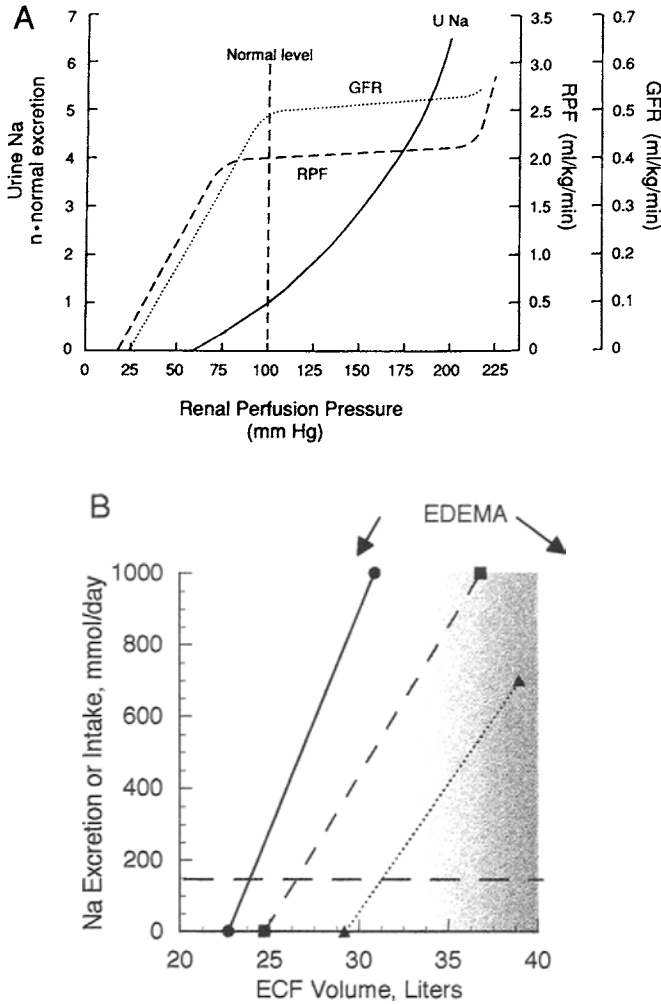 A
Urine Na
n•normal excretion
7
6
5
4
3
2
1
0
Normal level
U Na
GFR
RPF
3.5
3.0
2.5
2.0
1.5
1.0
0.5
0.0
RPF (ml/kg/min)
0.7
0.6
0.5
0.4
0.3
0.2
0.1
0
GFR (ml/kg/min)
0 25 50 75 100 125 150 175 200 225
Renal Perfusion Pressure
(mm Hg)
B
EDEMA
Na Excretion or Intake, mmol/day
1000
800
600
400
200
0
20 25 30 35 40
ECF Volume, Liters